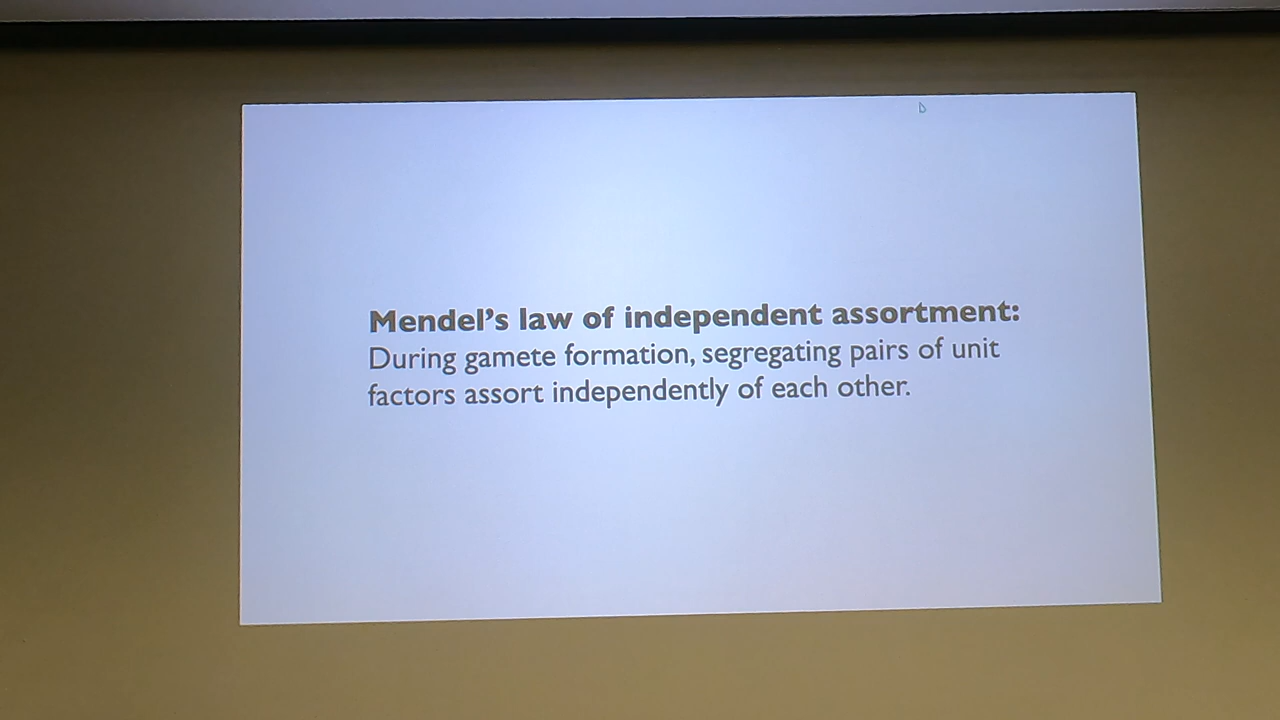 Mendel’s law of independent assortment:
During gamete formation, segregating pairs of unit
factors assort independently of each other.